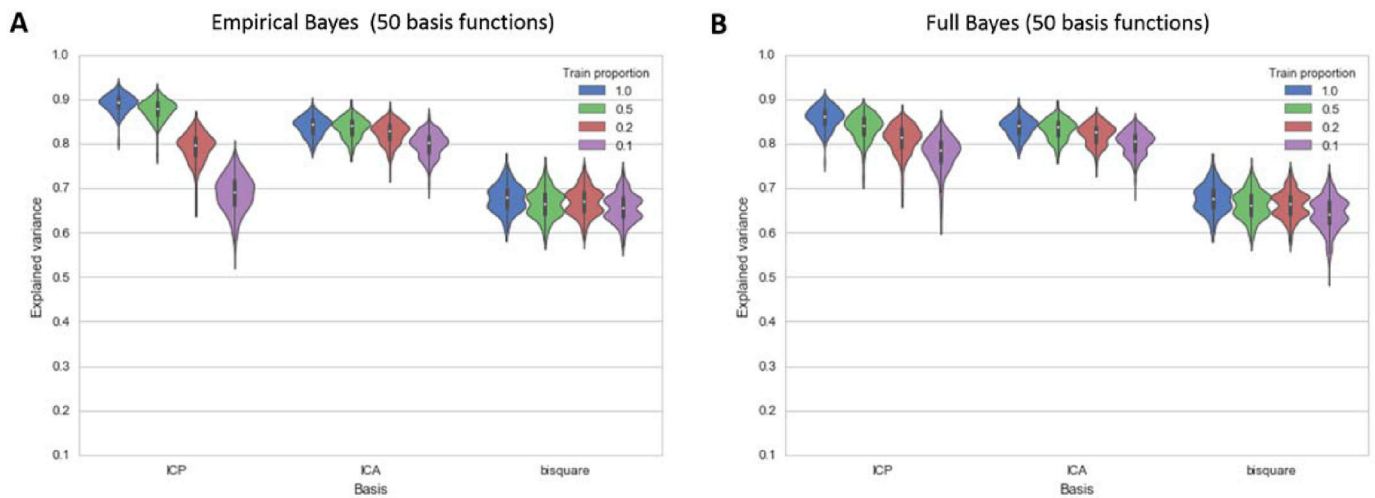 A
Empirical Bayes (50 basis functions)
1.0
0.9
0.8
0.7
0.6
0.5
0.4
0.3
0.2
0.1
Explained variance
Train proportion
1.0
0.5
0.2
0.1
ICP
ICA
bisquare
Basis
B
Full Bayes (50 basis functions)
1.0
0.9
0.8
0.7
0.6
0.5
0.4
0.3
0.2
0.1
Explained variance
Train proportion
1.0
0.5
0.2
0.1
ICP
ICA
bisquare
Basis